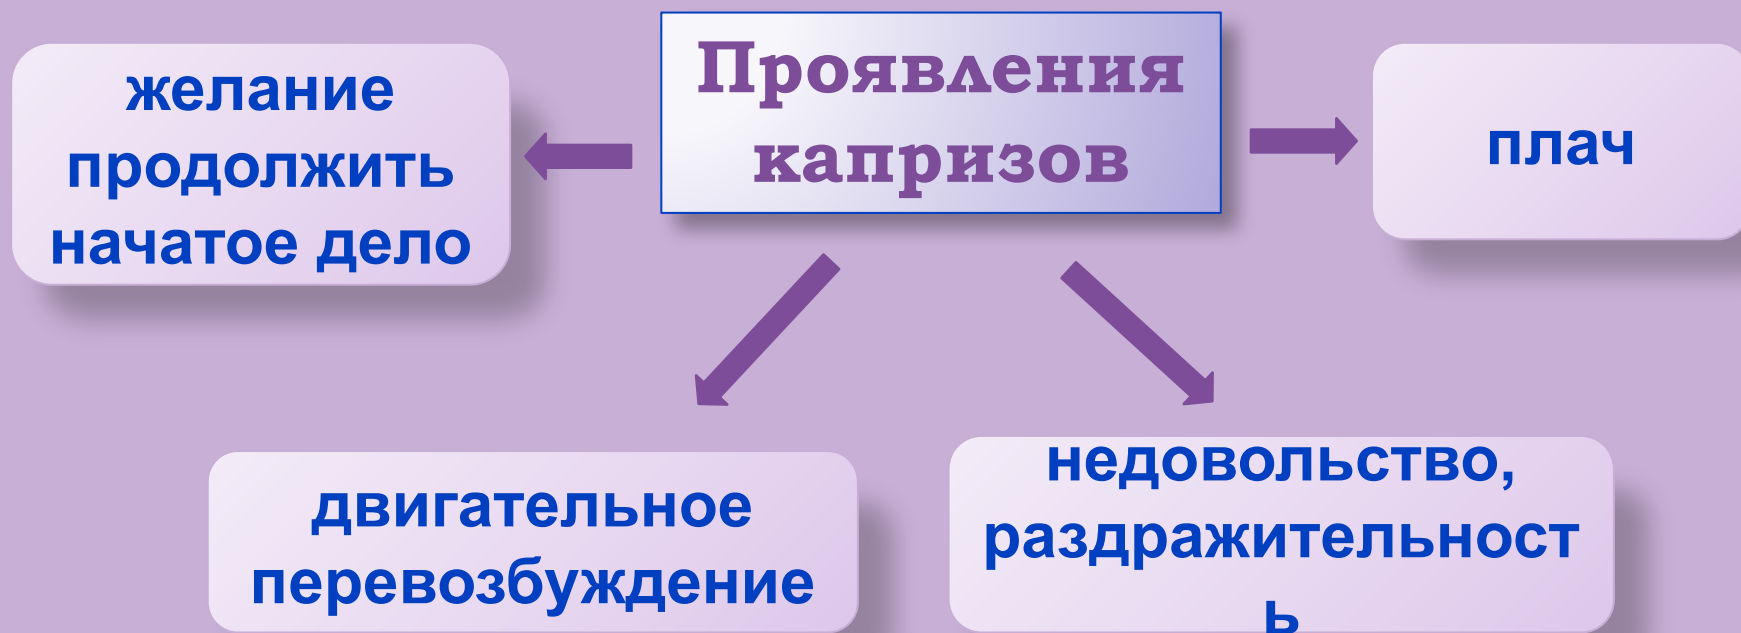 Проявления
капризов
желание
продолжить
начатое дело
плач
двигательное
перевозбуждение
недовольство,
раздражительност
ь